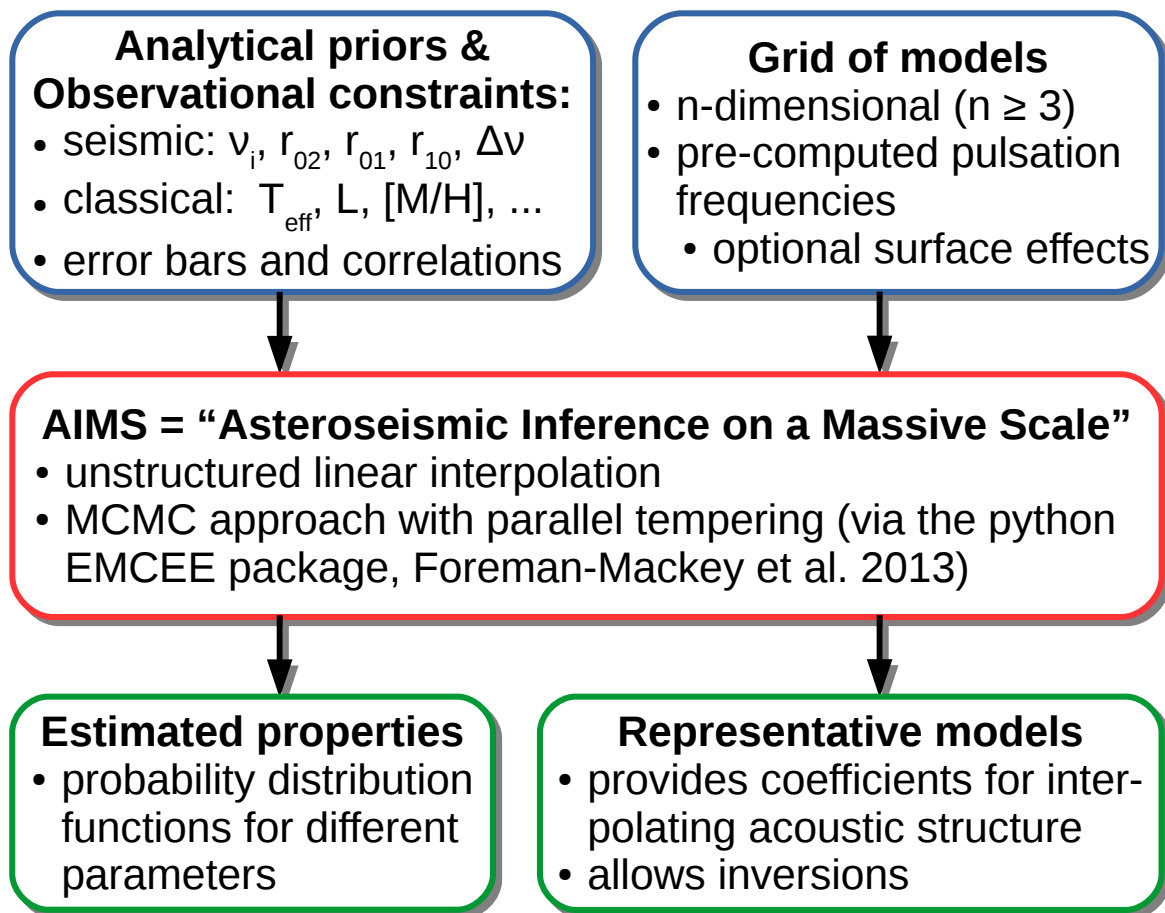 Analytical priors &
Observational constraints:
• seismic: νᵢ, r₀₂, r₀₁, r₁₀, Δν
• classical: T_eff, L, [M/H], ...
• error bars and correlations
Grid of models
• n-dimensional (n ≥ 3)
• pre-computed pulsation
frequencies
• optional surface effects
AIMS = “Asteroseismic Inference on a Massive Scale”
• unstructured linear interpolation
• MCMC approach with parallel tempering (via the python
EMCEE package, Foreman-Mackey et al. 2013)
Estimated properties
• probability distribution
functions for different
parameters
Representative models
• provides coefficients for inter-
polating acoustic structure
• allows inversions